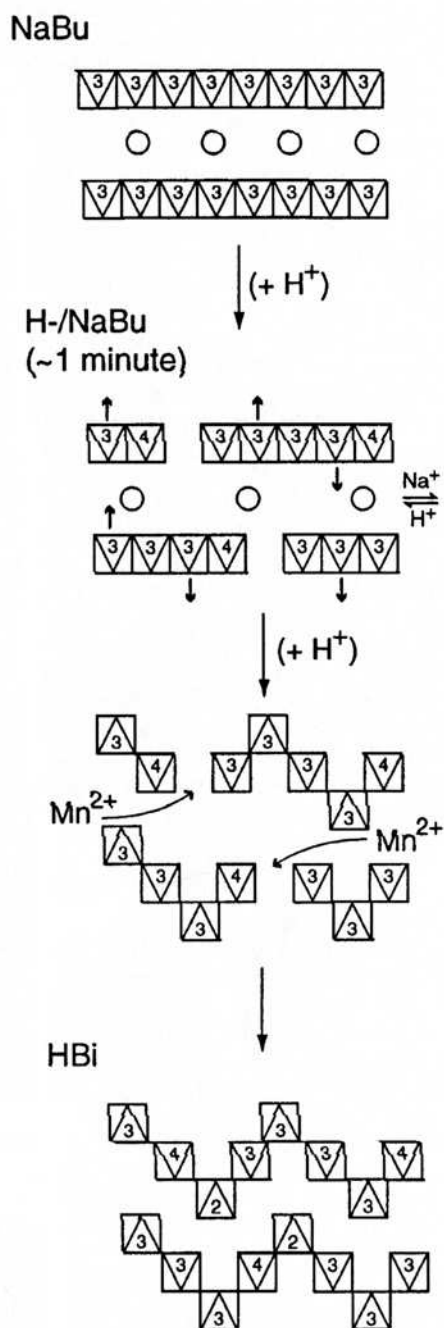 NaBu
3 3 3 3 3 3 3 3
3 3 3 3 3 3 3 3
(+ H⁺)
H-/NaBu
(~1 minute)
3 4 3 3 3 3 4
Na⁺
H⁺
3 3 3 4 3 3 3
(+ H⁺)
3 3
4 3 3 4
Mn²⁺ 3
Mn²⁺
3
3 4 3 3
3 3
HBi
3 3
4 3 3 4
2 3
3 2
3 4 3 3
3 3